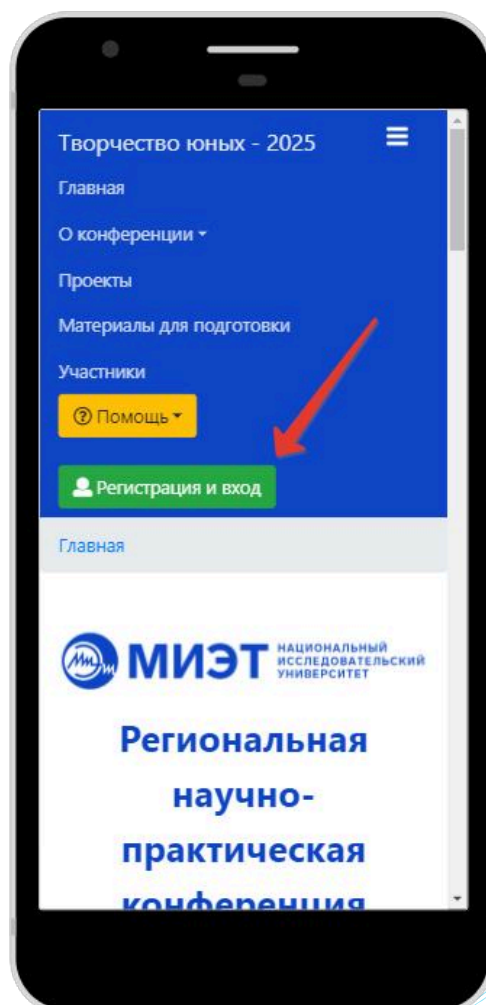 Творчество юных - 2025
Главная
О конференции
Проекты
Материалы для подготовки
Участники
Помощь
Регистрация и вход
Главная
МИЭТ
НАЦИОНАЛЬНЫЙ
ИССЛЕДОВАТЕЛЬСКИЙ
УНИВЕРСИТЕТ
Региональная
научно-
практическая
конференция